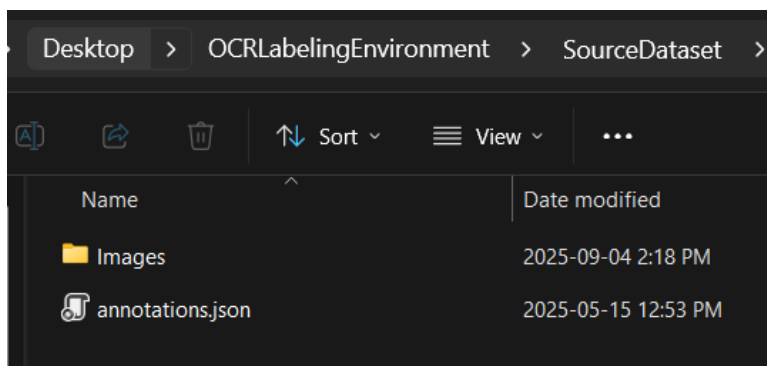 Desktop > OCRLabelingEnvironment > SourceDataset >
Sort View •••
Name Date modified
Images 2025-09-04 2:18 PM
annotations.json 2025-05-15 12:53 PM